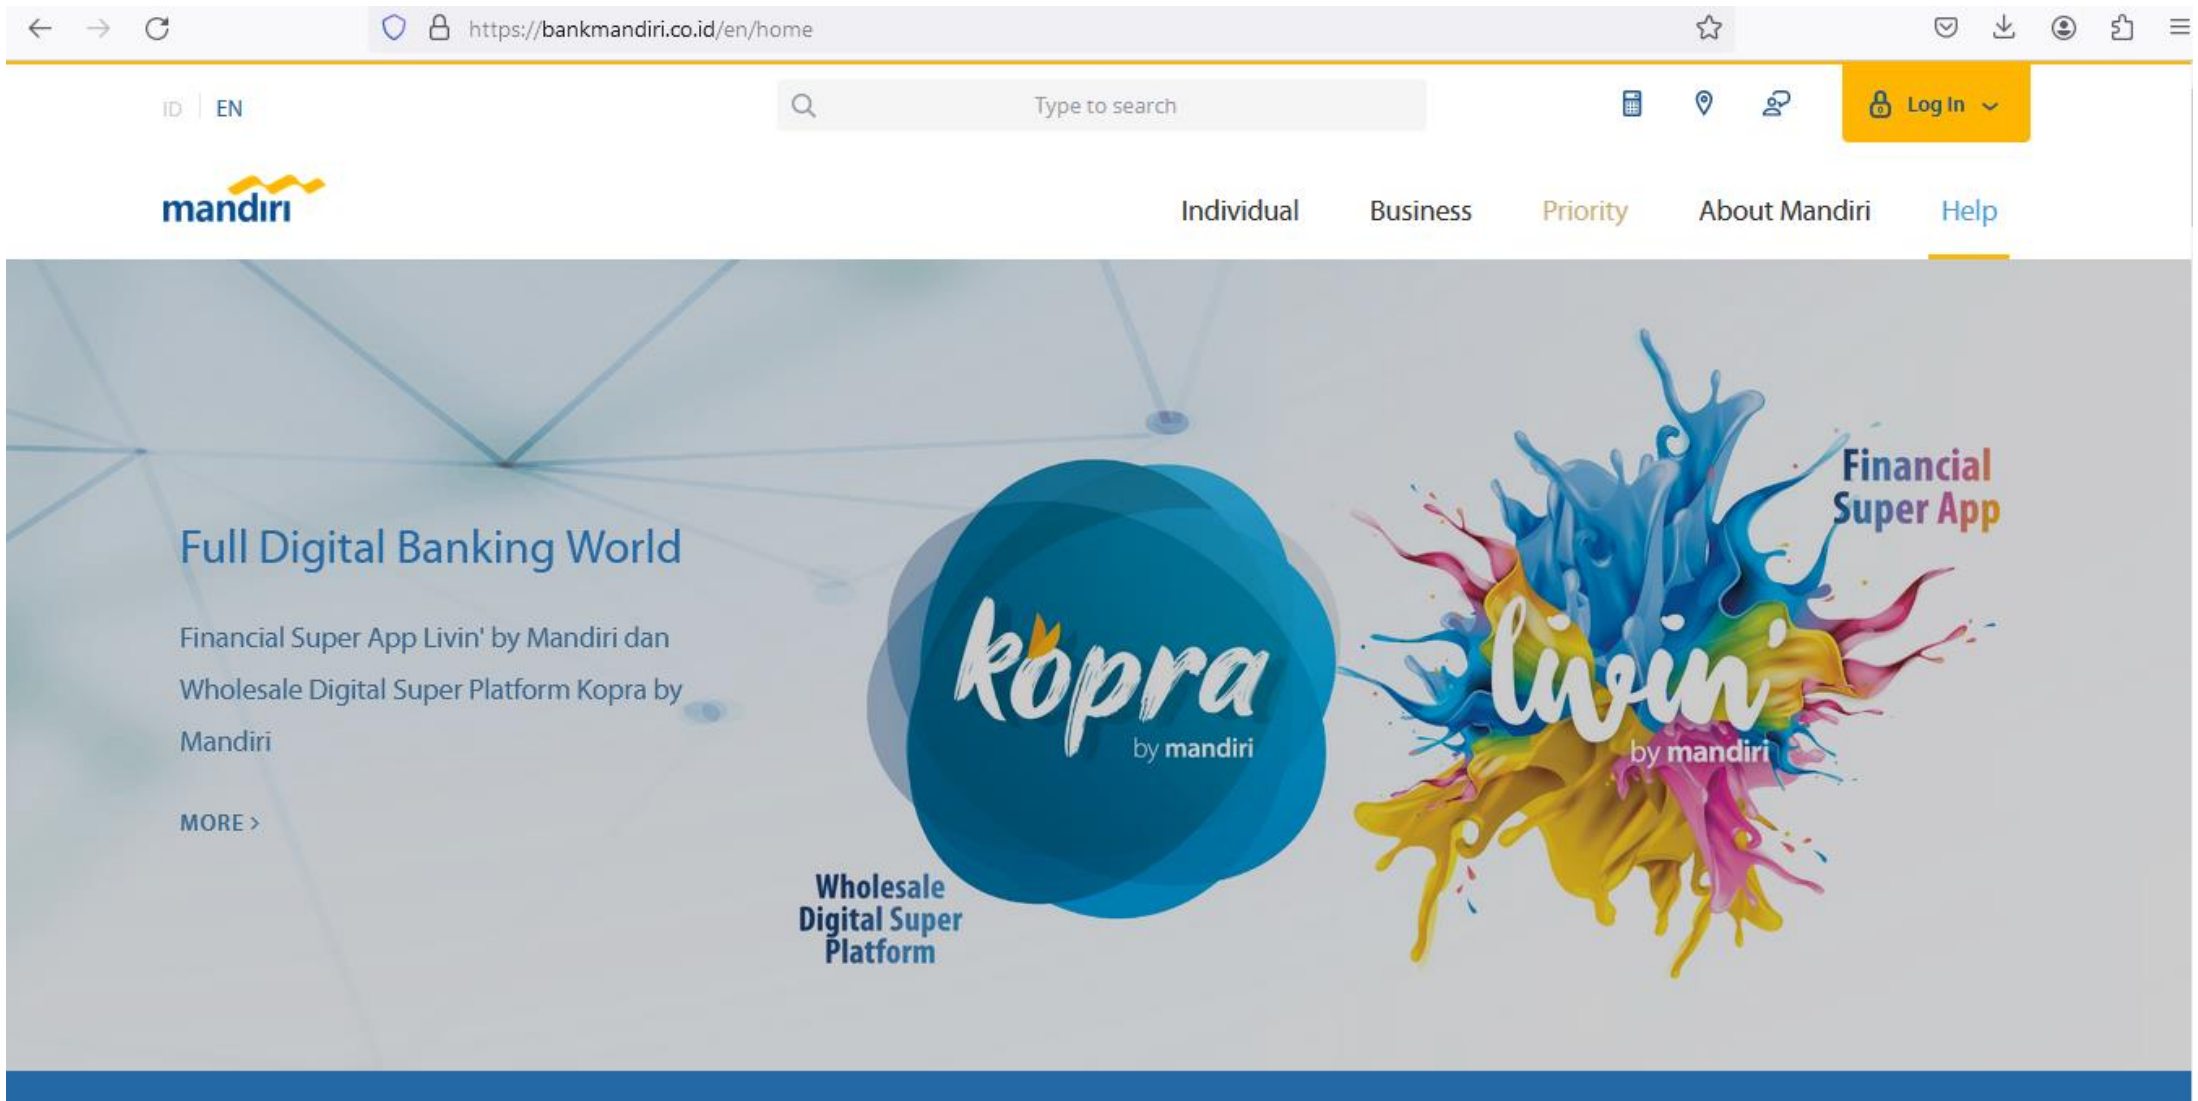 https://bankmandiri.co.id/en/home
ID EN
Type to search
Log In
mandiri
Individual Business Priority About Mandiri Help
Full Digital Banking World
Financial Super App Livin' by Mandiri dan
Wholesale Digital Super Platform Kopra by
Mandiri
MORE >
kopra
by mandiri
Wholesale
Digital Super
Platform
Financial
Super App
livin'
by mandiri